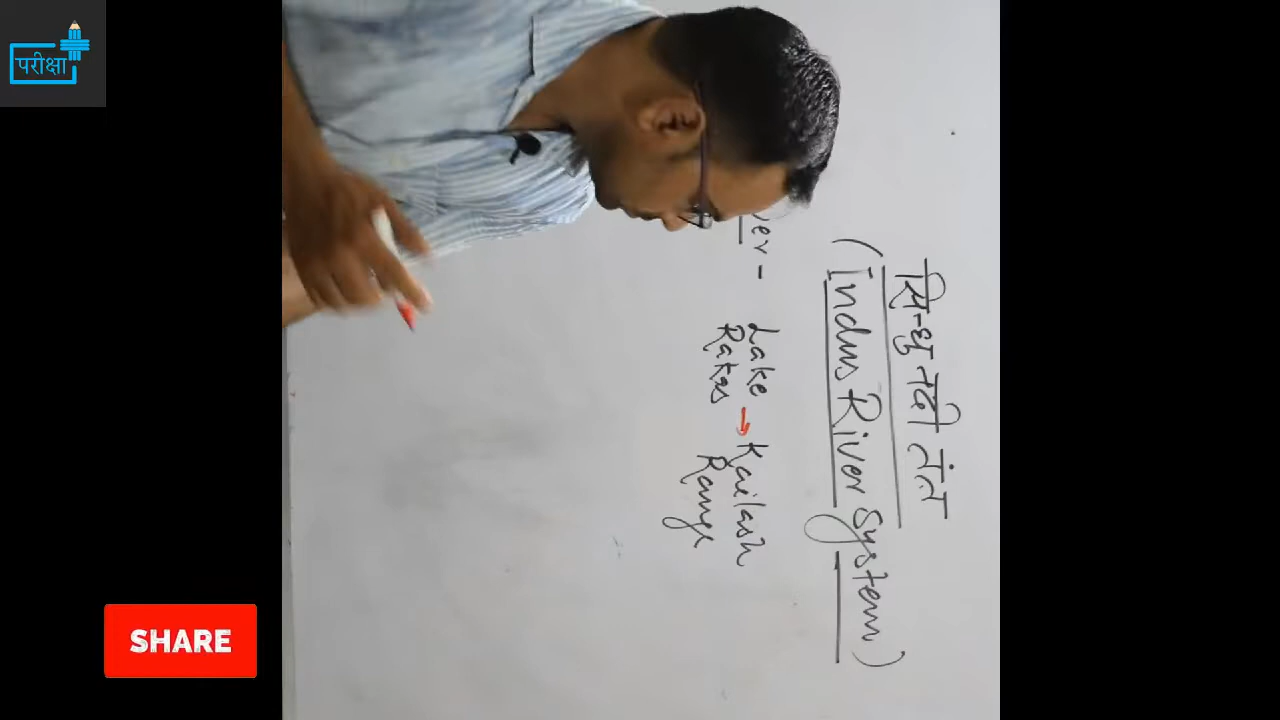 परीक्षा
सिन्धु नदी तंत्र
(Indus River System)
Lake → Kailash
Rakas Range
SHARE